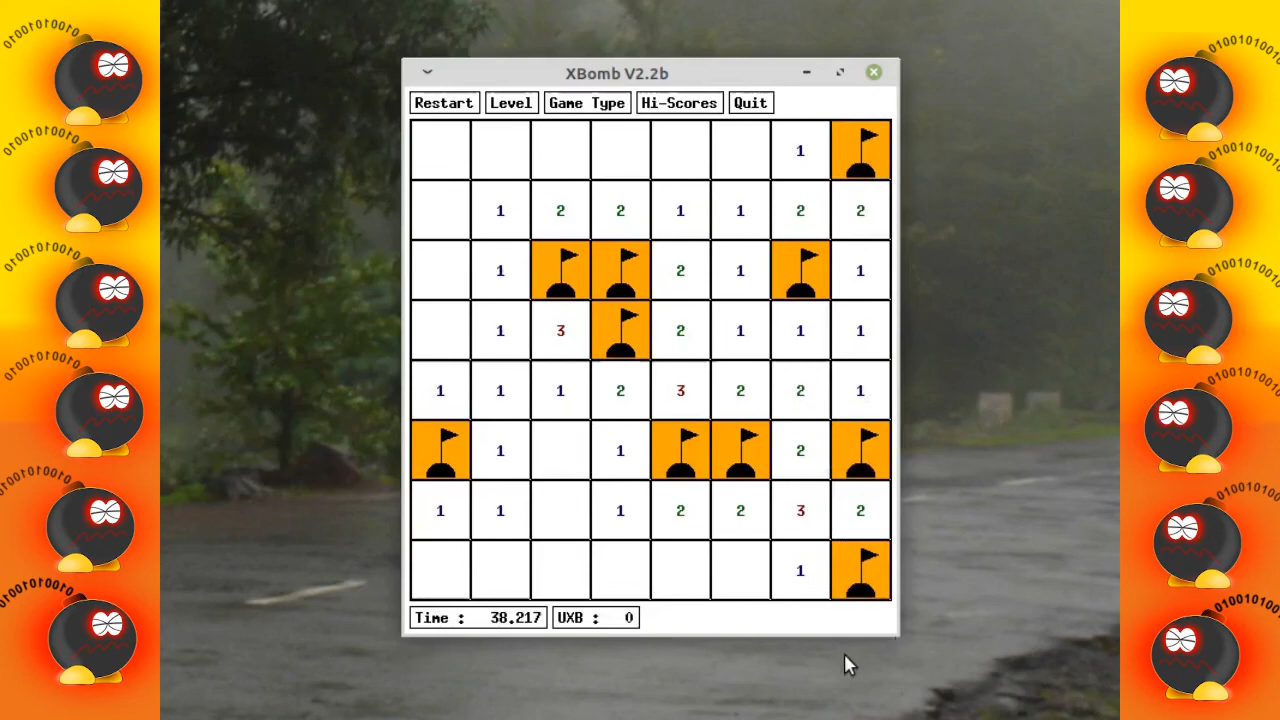 XBomb V2.2b
Restart Level Game Type Hi-Scores Quit
1
1 2 2 1 1 2 2
1 2 1 1
1 3 2 1 1 1
1 1 1 2 3 2 2 1
1 1 2
1 1 1 2 2 3 2
1
Time : 38.217 UXB : 0